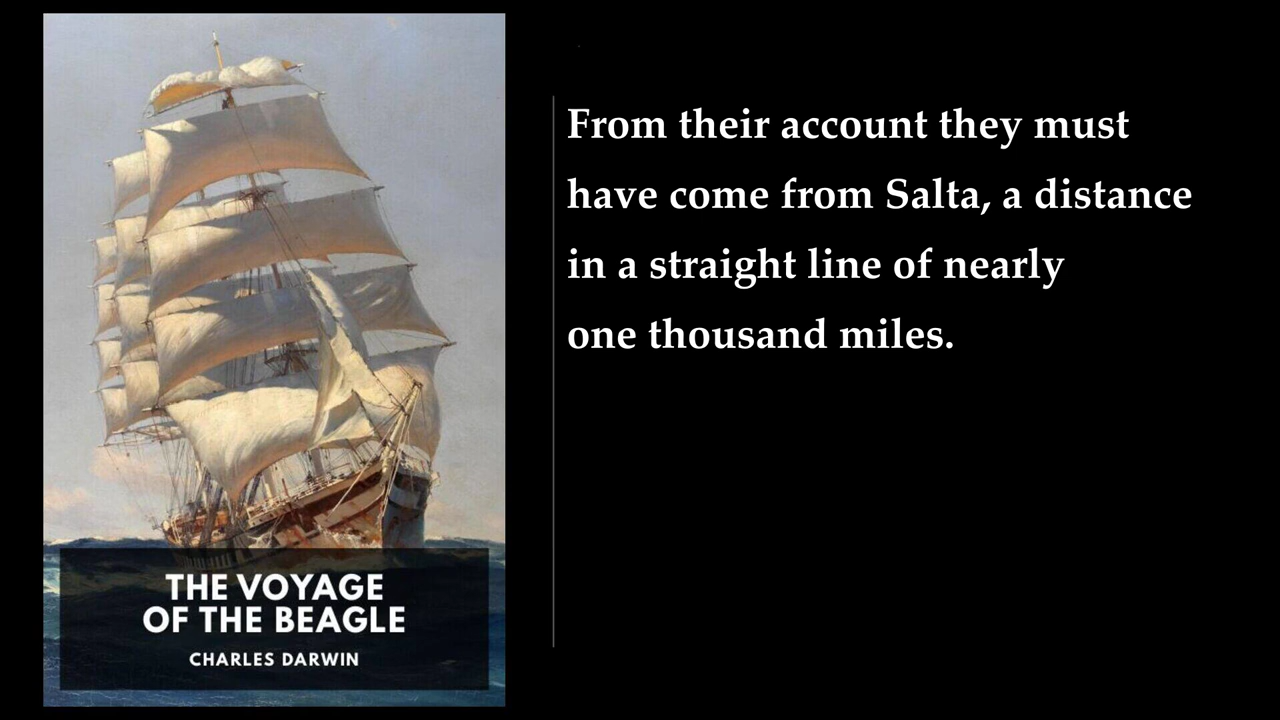 From their account they must
have come from Salta, a distance
in a straight line of nearly
one thousand miles.
THE VOYAGE
OF THE BEAGLE
CHARLES DARWIN